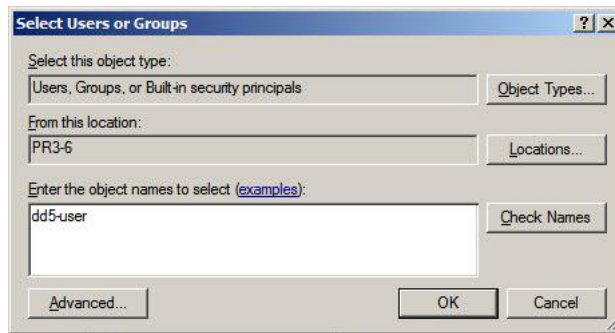 Select Users or Groups
Select this object type:
Users, Groups, or Built-in security principals
Object Types...
From this location:
PR3-6
Locations...
Enter the object names to select (examples):
dd5-user
Check Names
Advanced...
OK
Cancel